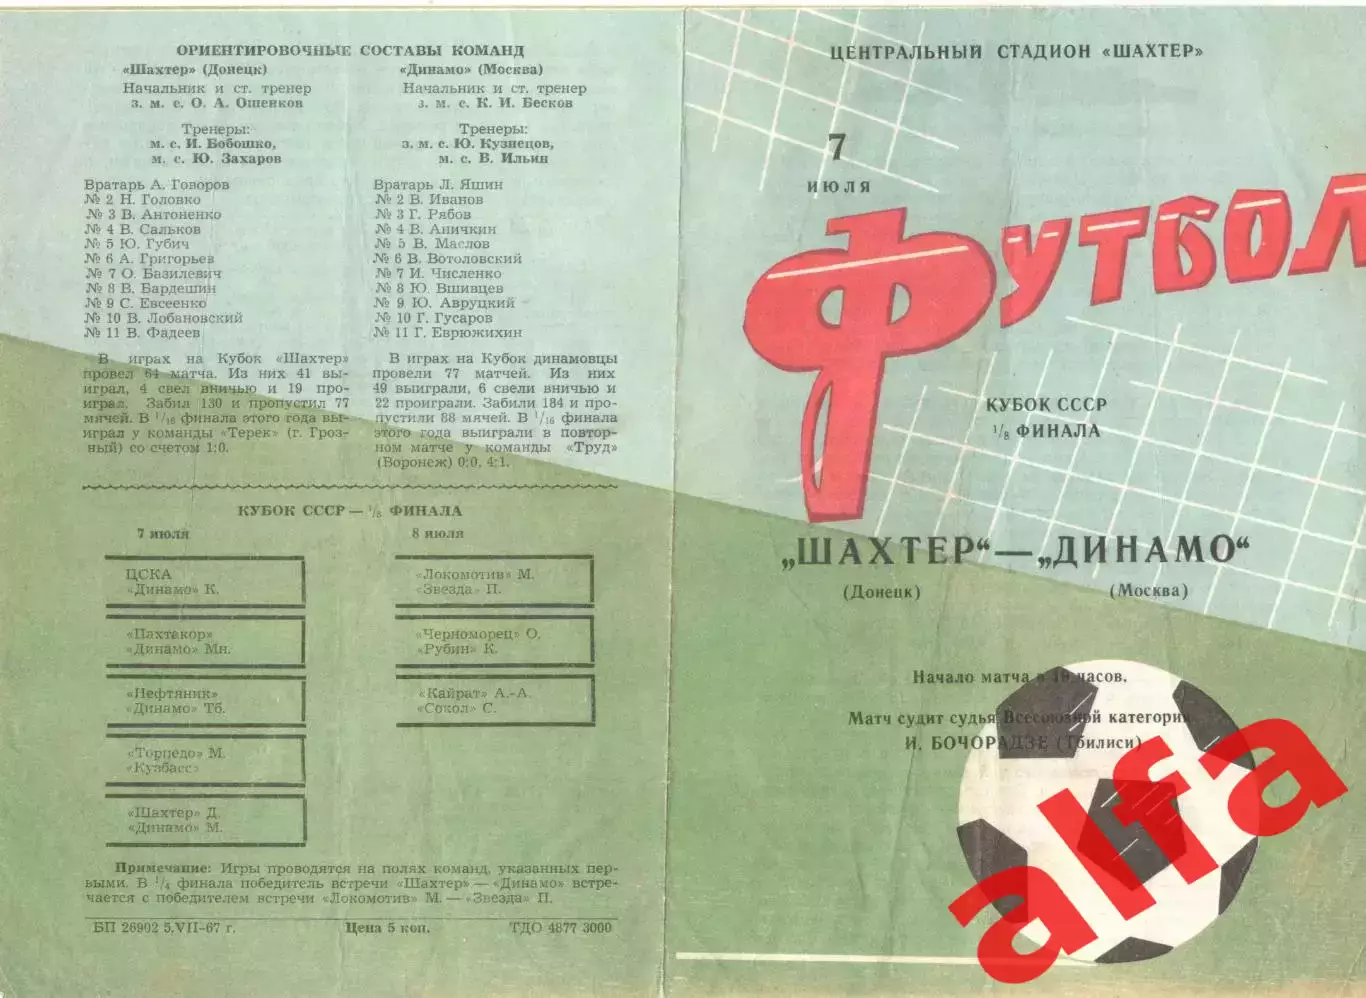 ОРИЕНТИРОВОЧНЫЕ СОСТАВЫ КОМАНД
«Шахтер» (Донецк)
Начальник и ст. тренер
з. м. с. О. А. Ошенков
Тренеры:
м. с. И. Бобошко,
м. с. Ю. Захаров
Вратарь А. Говоров
№ 2 Н. Головко
№ 3 В. Антоненко
№ 4 В. Сальков
№ 5 Ю. Губич
№ 6 А. Григорьев
№ 7 О. Базилевич
№ 8 В. Бардешин
№ 9 С. Евсеенко
№ 10 В. Лобановский
№ 11 В. Фадеев
В играх на Кубок «Шахтер»
провел 64 матча. Из них 41 вы-
играл, 4 свел вничью и 19 про-
играл. Забил 130 и пропустил 77
мячей. В 1/16 финала этого года вы-
играл у команды «Терек» (г. Гроз-
ный) со счетом 1:0.
«Динамо» (Москва)
Начальник и ст. тренер
з. м. с. К. И. Бесков
Тренеры:
з. м. с. Ю. Кузнецов,
м. с. В. Ильин
Вратарь Л. Яшин
№ 2 В. Иванов
№ 3 Г. Рябов
№ 4 В. Аничкин
№ 5 В. Маслов
№ 6 В. Вотоловский
№ 7 И. Численко
№ 8 Ю. Вшивцев
№ 9 Ю. Авруцкий
№ 10 Г. Гусаров
№ 11 Г. Еврюжихин
В играх на Кубок динамовцы
провели 77 матчей. Из них
49 выиграли, 6 свели вничью и
22 проиграли. Забили 184 и про-
пустили 88 мячей. В 1/16 финала
этого года выиграли в повтор-
ном матче у команды «Труд»
(Воронеж) 0:0, 4:1.
КУБОК СССР — 1/8 ФИНАЛА
7 июля
ЦСКА
«Динамо» К.
«Пахтакор»
«Динамо» Мн.
«Нефтяник»
«Динамо» Тб.
«Торпедо» М.
«Кузбасс»
«Шахтер» Д.
«Динамо» М.
8 июля
«Локомотив» М.
«Звезда» П.
«Черноморец» О.
«Рубин» К.
«Кайрат» А.-А.
«Сокол» С.
Примечание: Игры проводятся на полях команд, указанных пер-
выми. В 1/4 финала победитель встречи «Шахтер» — «Динамо» встре-
чается с победителем встречи «Локомотив» М. — «Звезда» П.
БП 26902 5.VII-67 г. Цена 5 коп. ТДО 4877 3000
ЦЕНТРАЛЬНЫЙ СТАДИОН «ШАХТЕР»
7
ИЮЛЯ
ФУТБОЛ
КУБОК СССР
1/8 ФИНАЛА
„ШАХТЕР“ — „ДИНАМО“
(Донецк) (Москва)
Начало матча в 19 часов.
Матч судит судья Всесоюзной категории
И. БОЧОРАДЗЕ (Тбилиси)
alfa